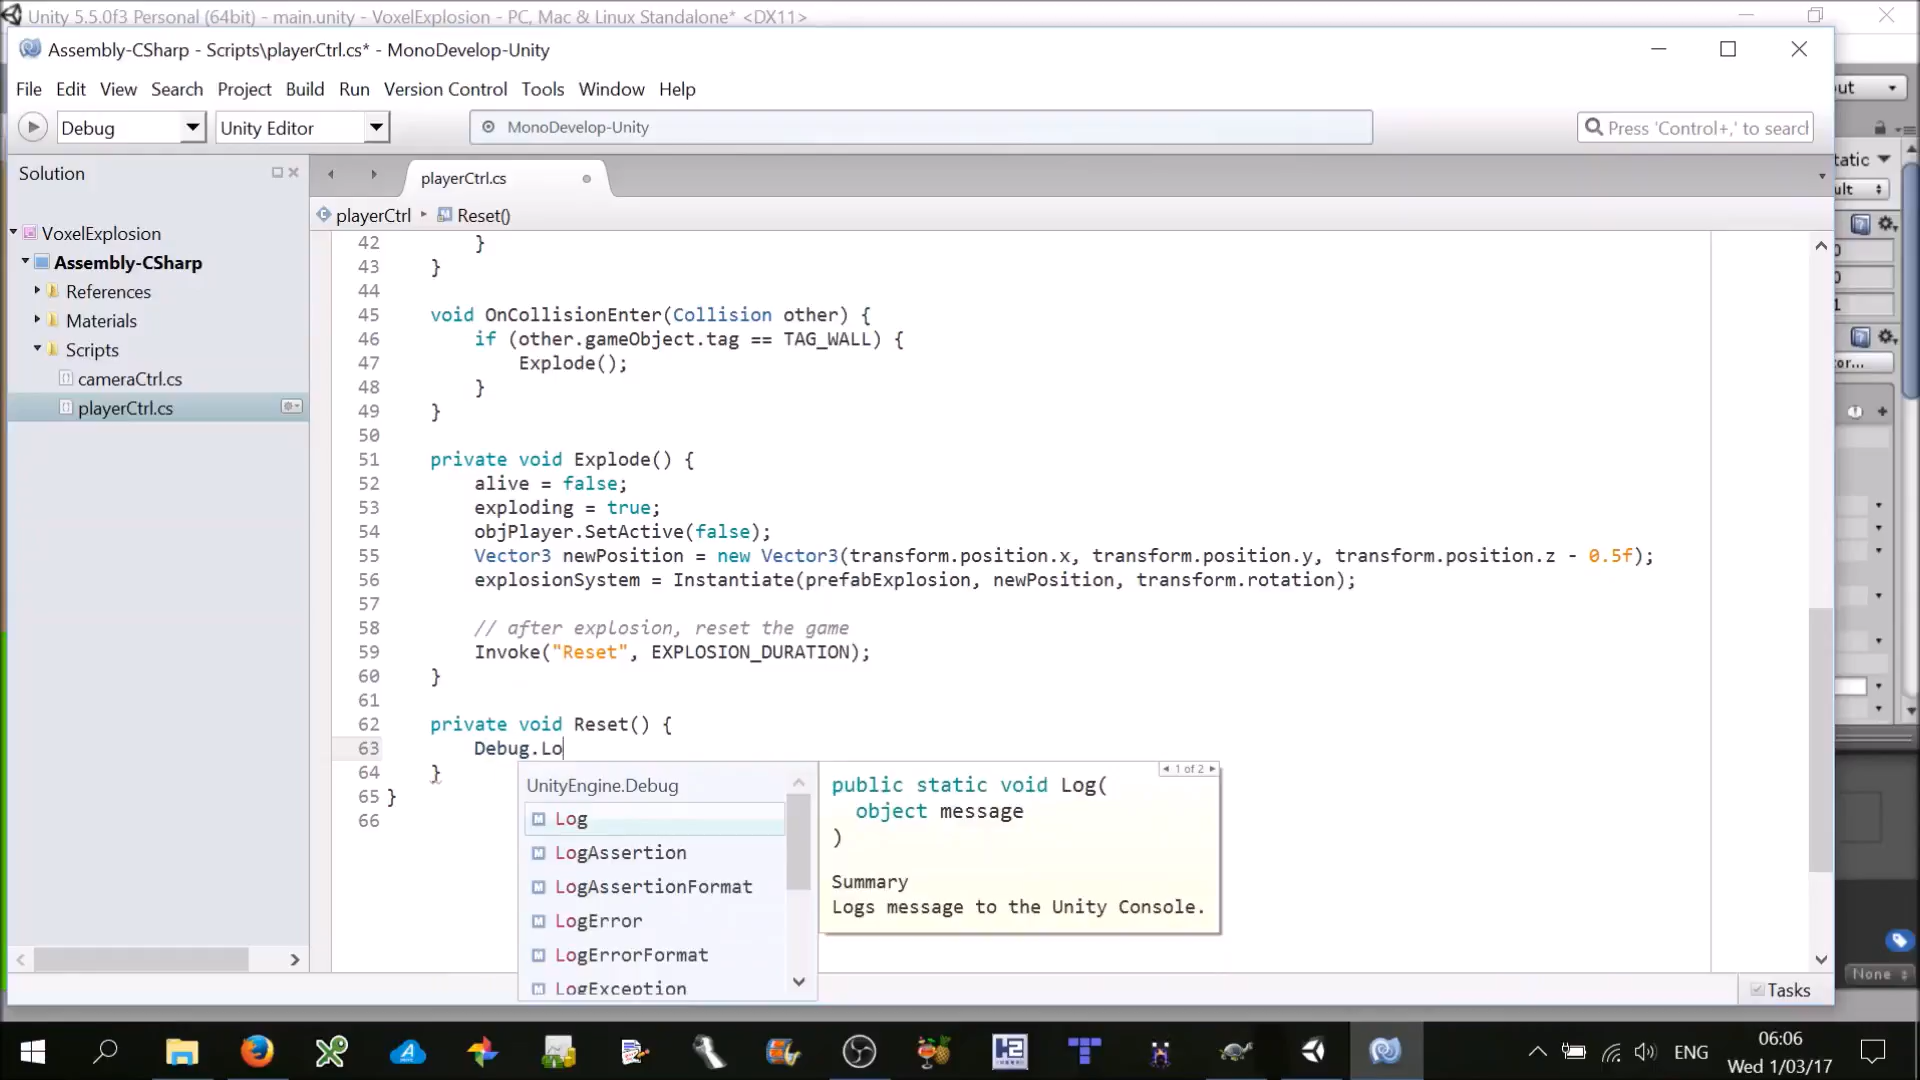 Unity 5.5.0f3 Personal (64bit) - main.unity - VoxelExplosion - PC, Mac & Linux Standalone* <DX11>
Assembly-CSharp - Scripts\playerCtrl.cs* - MonoDevelop-Unity
File Edit View Search Project Build Run Version Control Tools Window Help
Debug Unity Editor MonoDevelop-Unity Press 'Control+,' to search
Solution
playerCtrl.cs
playerCtrl Reset()
VoxelExplosion
Assembly-CSharp
References
Materials
Scripts
cameraCtrl.cs
playerCtrl.cs
42 }
43 }
44
45 void OnCollisionEnter(Collision other) {
46 if (other.gameObject.tag == TAG_WALL) {
47 Explode();
48 }
49 }
50
51 private void Explode() {
52 alive = false;
53 exploding = true;
54 objPlayer.SetActive(false);
55 Vector3 newPosition = new Vector3(transform.position.x, transform.position.y, transform.position.z - 0.5f);
56 explosionSystem = Instantiate(prefabExplosion, newPosition, transform.rotation);
57
58 // after explosion, reset the game
59 Invoke("Reset", EXPLOSION_DURATION);
60 }
61
62 private void Reset() {
63 Debug.Lo
64 }
65 }
66
UnityEngine.Debug
Log
LogAssertion
LogAssertionFormat
LogError
LogErrorFormat
LogException
1 of 2
public static void Log(
object message
)
Summary
Logs message to the Unity Console.
Tasks
ut
tatic
ult
0
0
1
or...
None
ENG
06:06
Wed 1/03/17